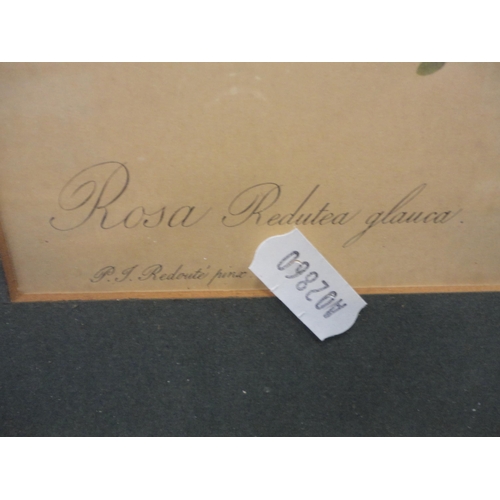 Rosa Redutea glauca.
P. J. Redouté pinx
A02860